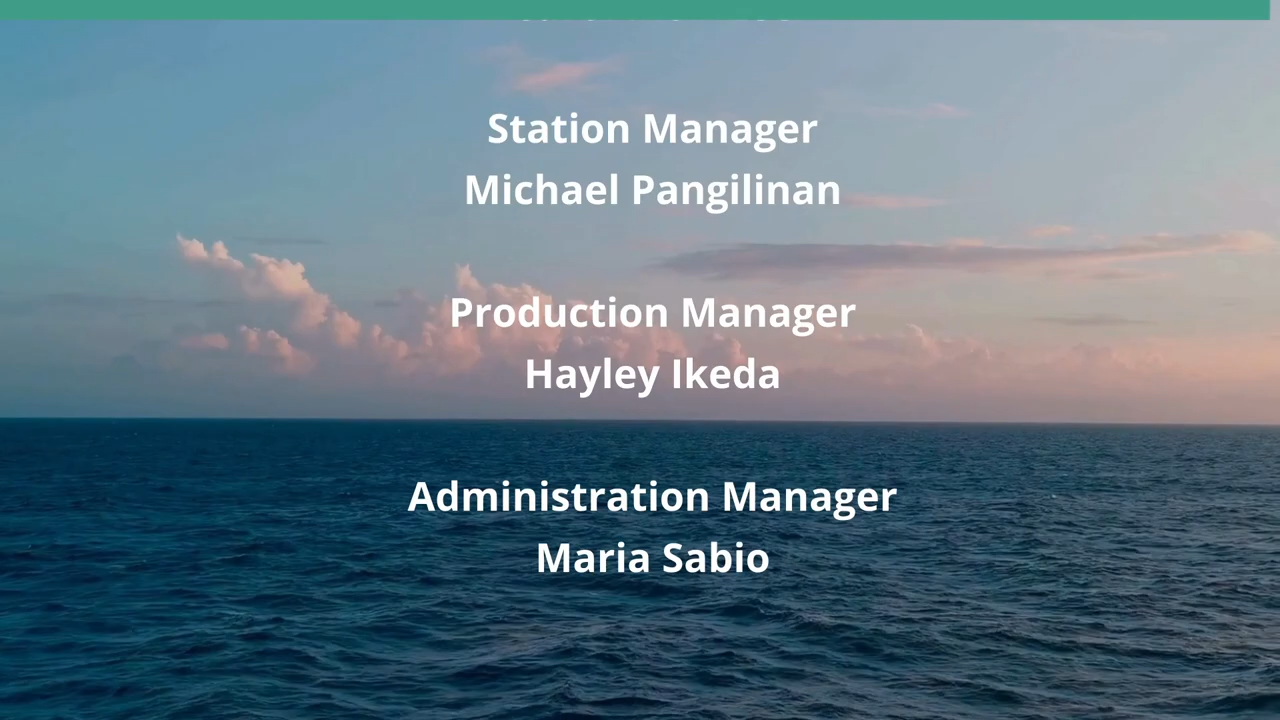 Station Manager
Michael Pangilinan
Production Manager
Hayley Ikeda
Administration Manager
Maria Sabio